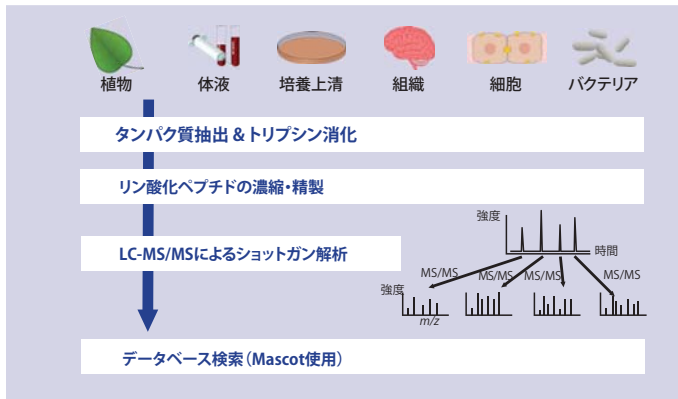 植物 体液 培養上清 組織 細胞 バクテリア
タンパク質抽出 & トリプシン消化
リン酸化ペプチドの濃縮・精製
強度
時間
LC-MS/MSによるショットガン解析
MS/MS MS/MS MS/MS MS/MS
強度
m/z
データベース検索(Mascot使用)